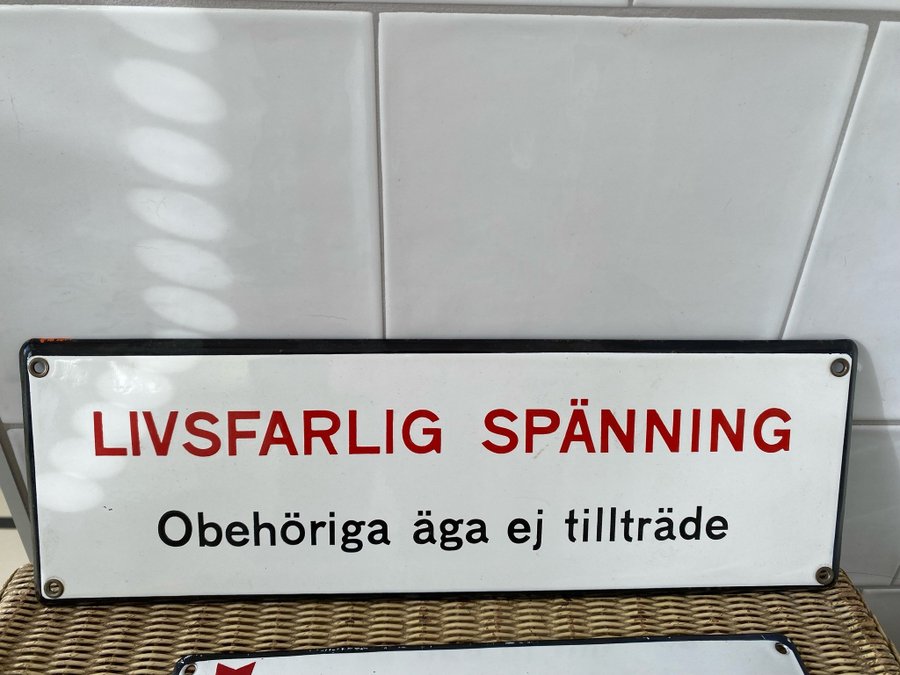 LIVSFARLIG SPÄNNING
Obehöriga äga ej tillträde